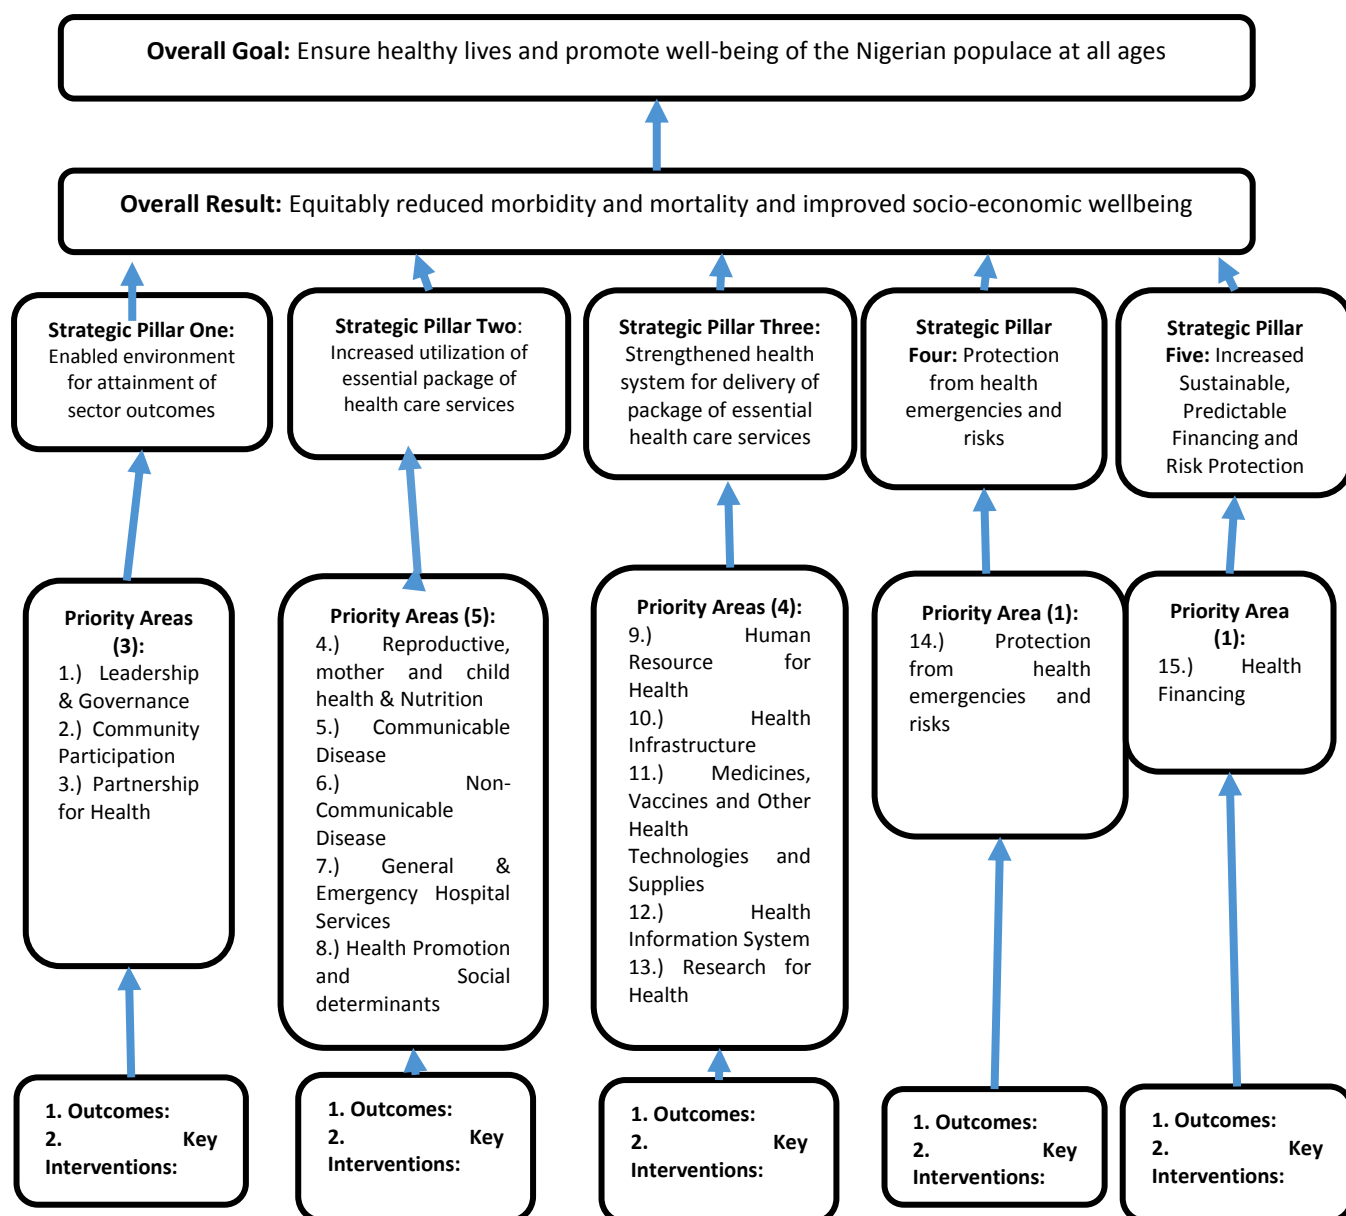 Overall Goal: Ensure healthy lives and promote well-being of the Nigerian populace at all ages
Overall Result: Equitably reduced morbidity and mortality and improved socio-economic wellbeing
Strategic Pillar One:
Enabled environment
for attainment of
sector outcomes
Strategic Pillar Two:
Increased utilization of
essential package of
health care services
Strategic Pillar Three:
Strengthened health
system for delivery of
package of essential
health care services
Strategic Pillar
Four: Protection
from health
emergencies and
risks
Strategic Pillar
Five: Increased
Sustainable,
Predictable
Financing and
Risk Protection
Priority Areas
(3):
1.) Leadership
& Governance
2.) Community
Participation
3.) Partnership
for Health
Priority Areas (5):
4.) Reproductive,
mother and child
health & Nutrition
5.) Communicable
Disease
6.) Non-
Communicable
Disease
7.) General &
Emergency Hospital
Services
8.) Health Promotion
and Social
determinants
Priority Areas (4):
9.) Human
Resource for
Health
10.) Health
Infrastructure
11.) Medicines,
Vaccines and Other
Health
Technologies and
Supplies
12.) Health
Information System
13.) Research for
Health
Priority Area (1):
14.) Protection
from health
emergencies and
risks
Priority Area
(1):
15.) Health
Financing
1. Outcomes:
2. Key
Interventions:
1. Outcomes:
2. Key
Interventions:
1. Outcomes:
2. Key
Interventions:
1. Outcomes:
2. Key
Interventions:
1. Outcomes:
2. Key
Interventions: